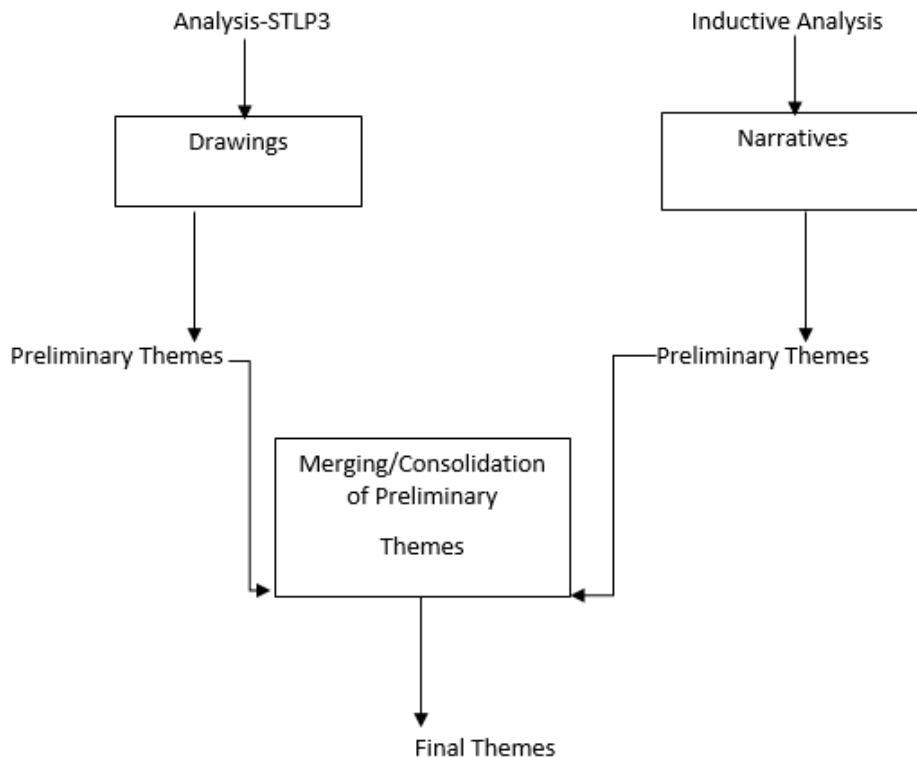 Analysis-STLP3
Inductive Analysis
Drawings
Narratives
Preliminary Themes
Preliminary Themes
Merging/Consolidation
of Preliminary
Themes
Final Themes